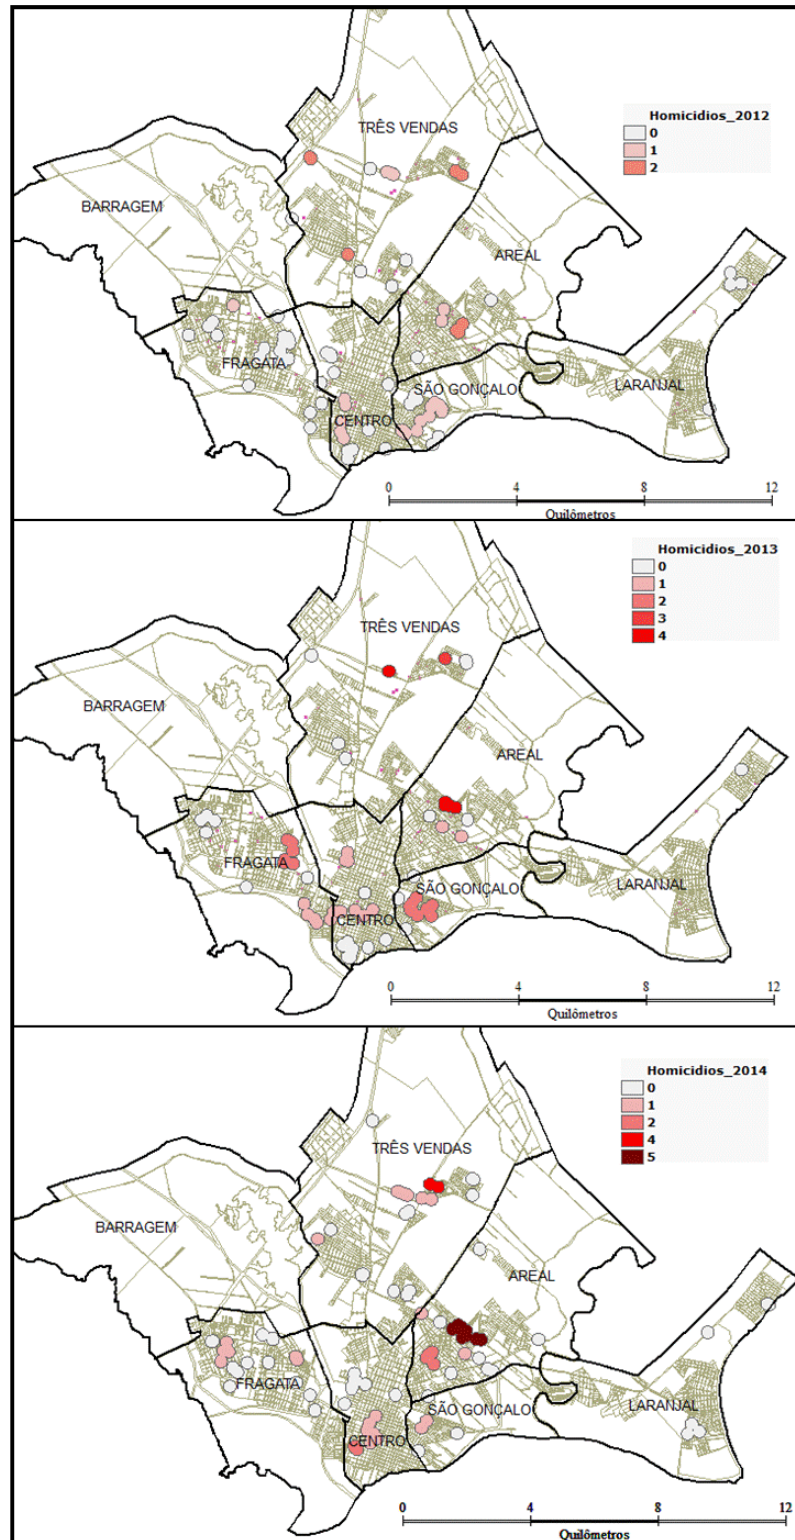 Homicidios_2012
0
1
2
TRÊS VENDAS
BARRAGEM
AREAL
FRAGATA
SÃO GONÇALO
LARANJAL
CENTRO
0 4 8 12
Quilômetros
Homicidios_2013
0
1
2
3
4
TRÊS VENDAS
BARRAGEM
AREAL
FRAGATA
SÃO GONÇALO
LARANJAL
CENTRO
0 4 8 12
Quilômetros
Homicidios_2014
0
1
2
4
5
TRÊS VENDAS
BARRAGEM
AREAL
FRAGATA
SÃO GONÇALO
LARANJAL
CENTRO
0 4 8 12
Quilômetros